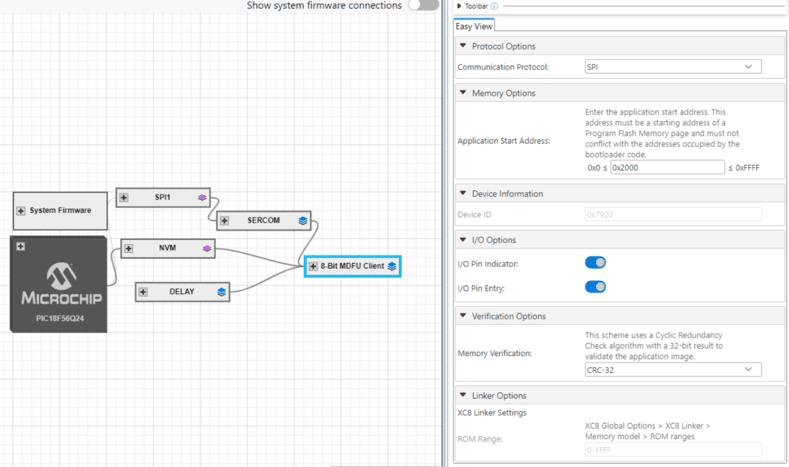 Show system firmware connections
System Firmware
SPI1
SERCOM
NVM
8-Bit MDFU Client
DELAY
MICROCHIP
PIC18F56Q24
Toolbar
Easy View
Protocol Options
Communication Protocol:
SPI
Memory Options
Application Start Address:
Enter the application start address. This
address must be a starting address of a
Program Flash Memory page and must not
conflict with the addresses occupied by the
bootloader code.
0x0 ≤ 0x2000 ≤ 0xFFFF
Device Information
Device ID
0x7920
I/O Options
I/O Pin Indicator:
I/O Pin Entry:
Verification Options
Memory Verification:
This scheme uses a Cyclic Redundancy
Check algorithm with a 32-bit result to
validate the application image.
CRC-32
Linker Options
XC8 Linker Settings
ROM Range:
XC8 Global Options > XC8 Linker >
Memory model > ROM ranges
0-1FFF